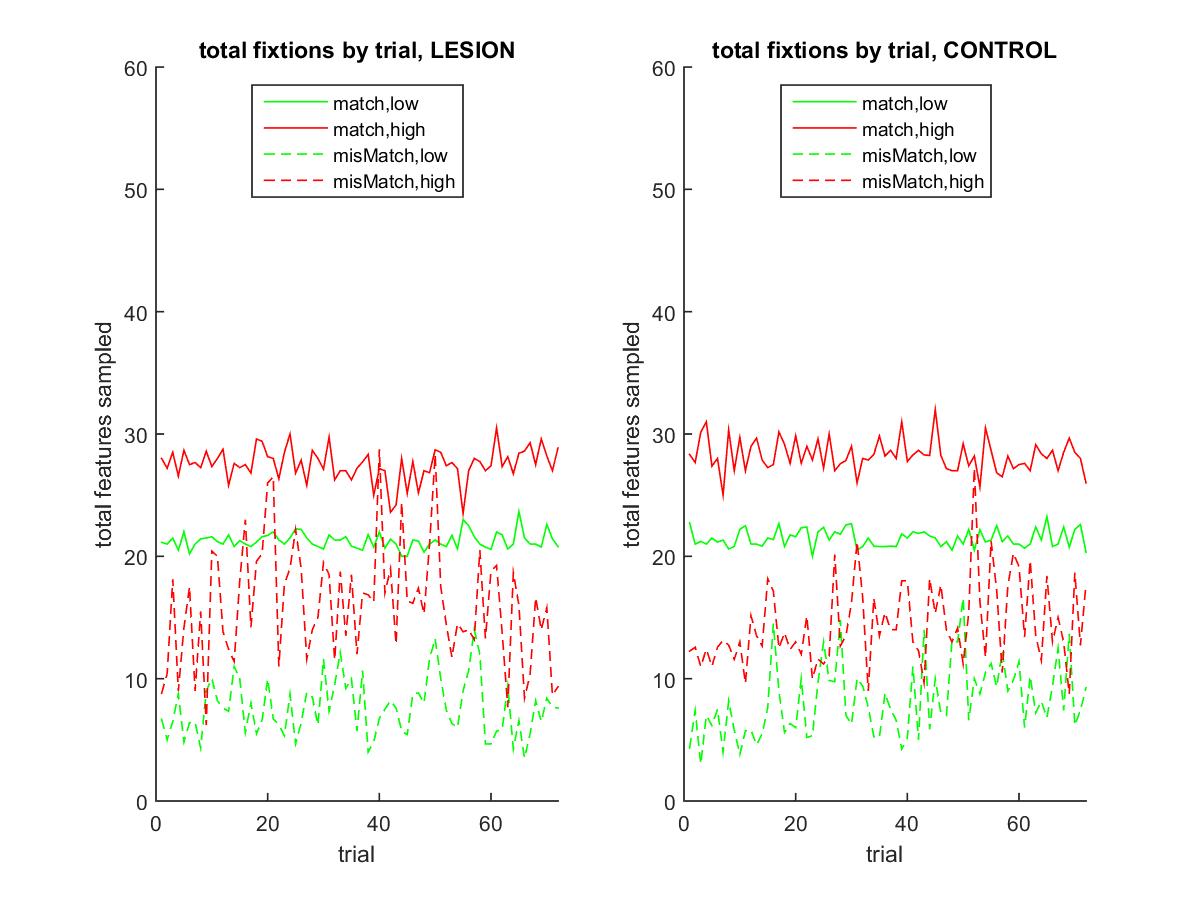 total fixtions by trial, LESION
60
50
40
30
20
10
0
total features sampled
match,low
match,high
misMatch,low
misMatch,high
0 20 40 60
trial
total fixtions by trial, CONTROL
60
50
40
30
20
10
0
total features sampled
match,low
match,high
misMatch,low
misMatch,high
0 20 40 60
trial